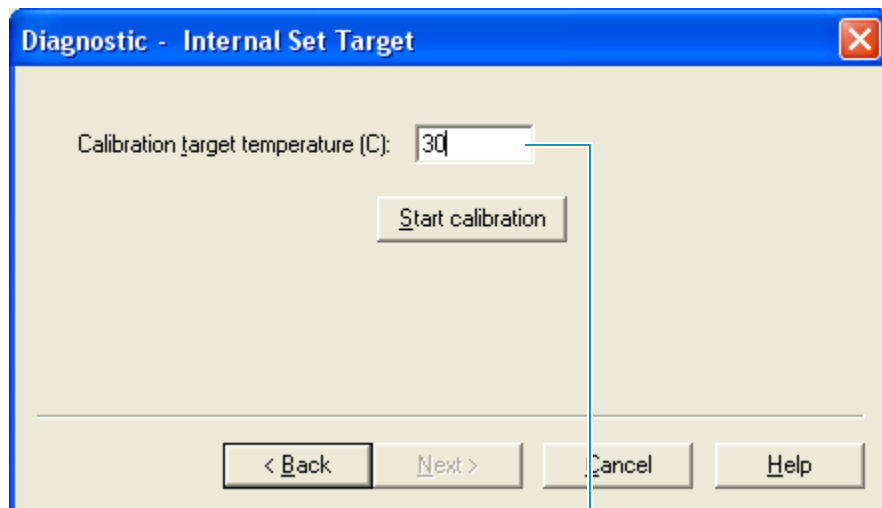 Diagnostic - Internal Set Target
Calibration target temperature (C): 30
Start calibration
< Back Next > Cancel Help